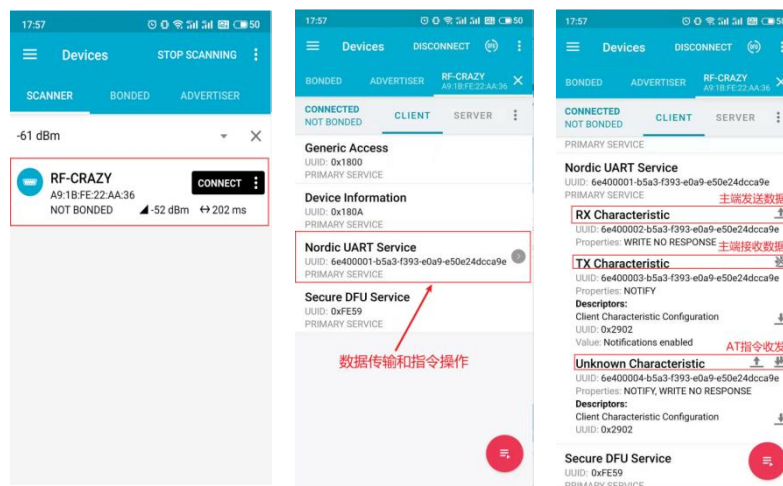 17:57
50
Devices
STOP SCANNING
SCANNER
BONDED
ADVERTISER
-61 dBm
RF-CRAZY
CONNECT
A9:1B:FE:22:AA:36
NOT BONDED
-52 dBm
202 ms
17:57
50
Devices
DISCONNECT
BONDED
ADVERTISER
RF-CRAZY
A9:1B:FE:22:AA:36
CONNECTED
NOT BONDED
CLIENT
SERVER
Generic Access
UUID: 0x1800
PRIMARY SERVICE
Device Information
UUID: 0x180A
PRIMARY SERVICE
Nordic UART Service
UUID: 6e400001-b5a3-f393-e0a9-e50e24dcca9e
PRIMARY SERVICE
Secure DFU Service
UUID: 0xFE59
PRIMARY SERVICE
数据传输和指令操作
17:57
50
Devices
DISCONNECT
BONDED
ADVERTISER
RF-CRAZY
A9:1B:FE:22:AA:36
CONNECTED
NOT BONDED
CLIENT
SERVER
PRIMARY SERVICE
Nordic UART Service
UUID: 6e400001-b5a3-f393-e0a9-e50e24dcca9e
PRIMARY SERVICE
主端发送数据
RX Characteristic
UUID: 6e400002-b5a3-f393-e0a9-e50e24dcca9e
Properties: WRITE NO RESPONSE
主端接收数据
TX Characteristic
UUID: 6e400003-b5a3-f393-e0a9-e50e24dcca9e
Properties: NOTIFY
Descriptors:
Client Characteristic Configuration
UUID: 0x2902
Value: Notifications enabled
AT指令收发
Unknown Characteristic
UUID: 6e400004-b5a3-f393-e0a9-e50e24dcca9e
Properties: NOTIFY, WRITE NO RESPONSE
Descriptors:
Client Characteristic Configuration
UUID: 0x2902
Secure DFU Service
UUID: 0xFE59
PRIMARY SERVICE